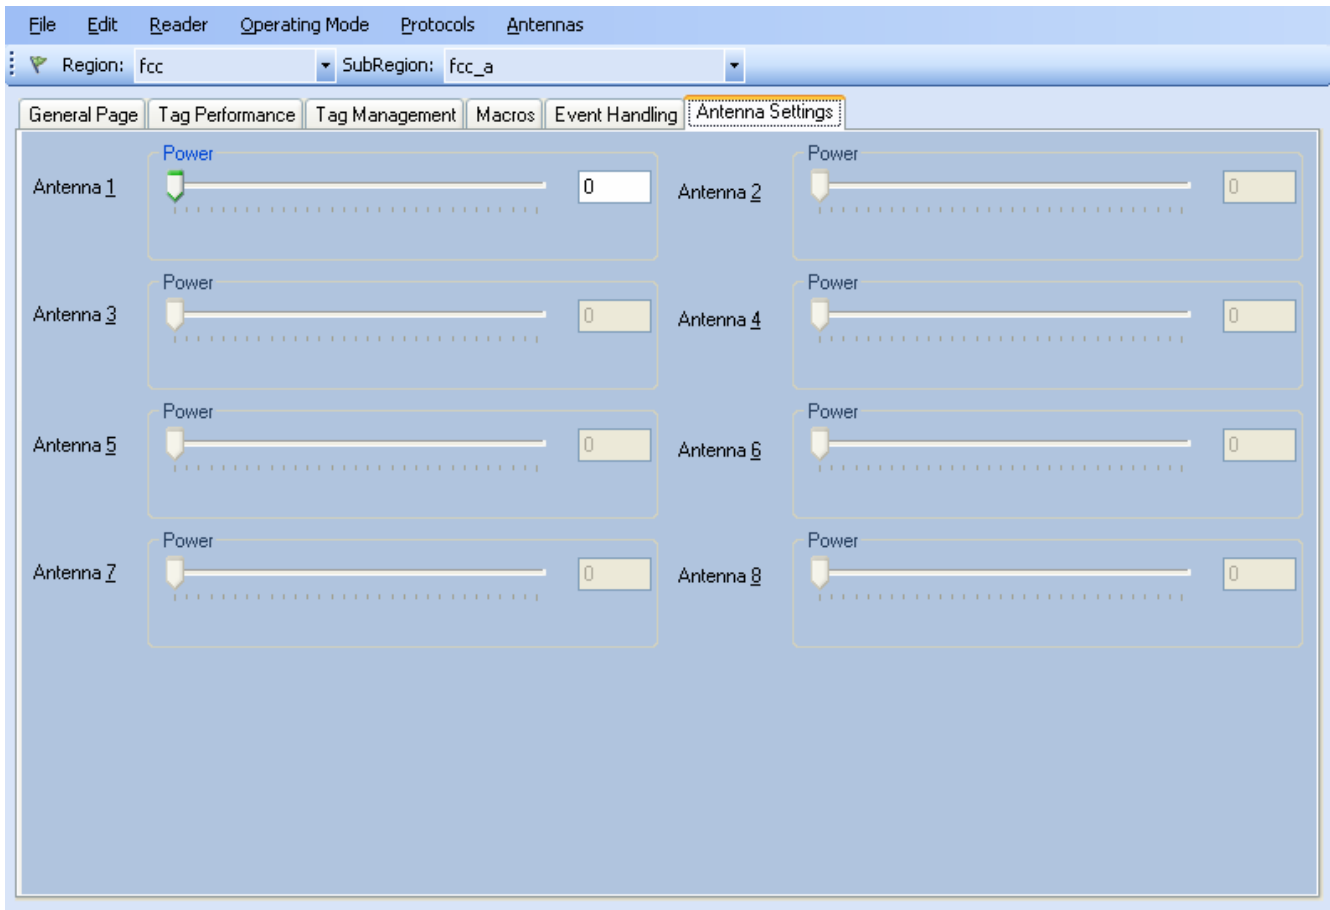 File Edit Reader Operating Mode Protocols Antennas
Region: fcc SubRegion: fcc_a
General Page Tag Performance Tag Management Macros Event Handling Antenna Settings
Power Power
Antenna 1 0 Antenna 2 0
Power Power
Antenna 3 0 Antenna 4 0
Power Power
Antenna 5 0 Antenna 6 0
Power Power
Antenna 7 0 Antenna 8 0